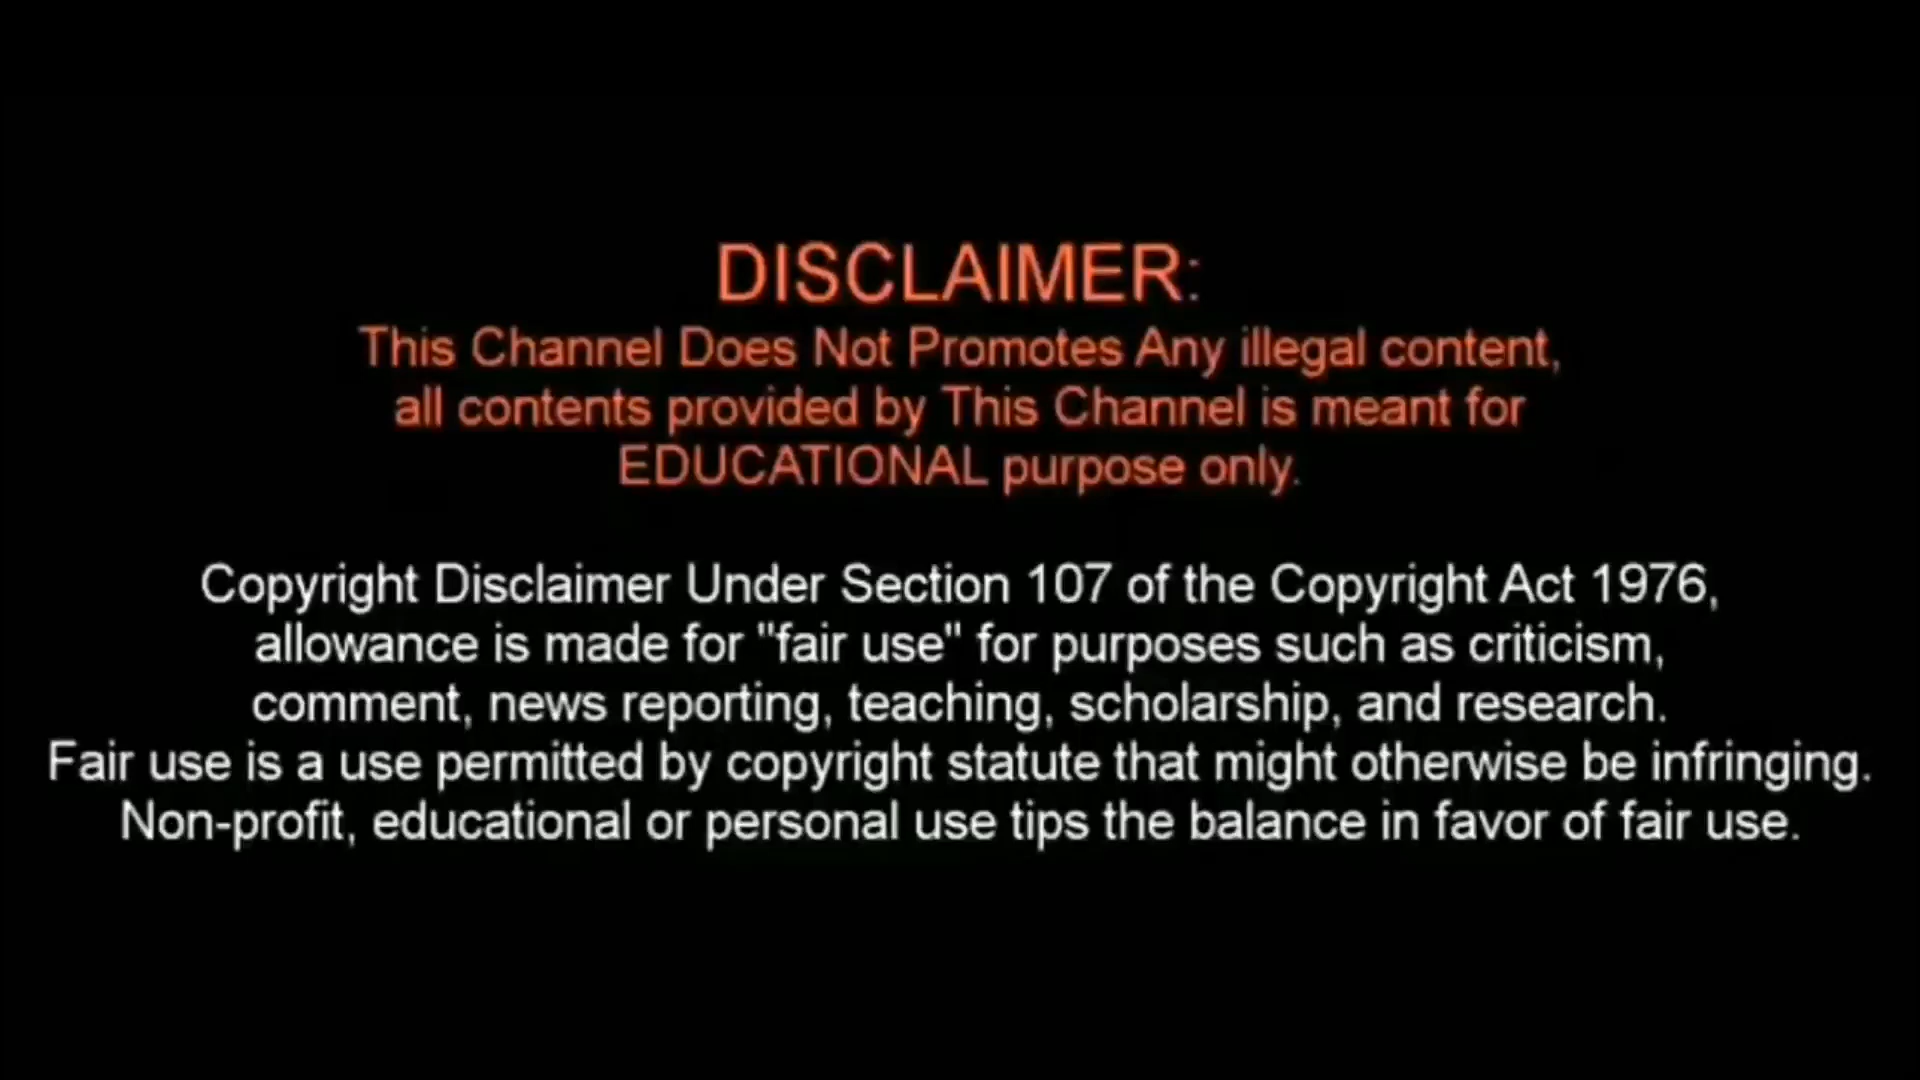 DISCLAIMER:
This Channel Does Not Promotes Any illegal content,
all contents provided by This Channel is meant for
EDUCATIONAL purpose only.
Copyright Disclaimer Under Section 107 of the Copyright Act 1976,
allowance is made for "fair use" for purposes such as criticism,
comment, news reporting, teaching, scholarship, and research.
Fair use is a use permitted by copyright statute that might otherwise be infringing.
Non-profit, educational or personal use tips the balance in favor of fair use.